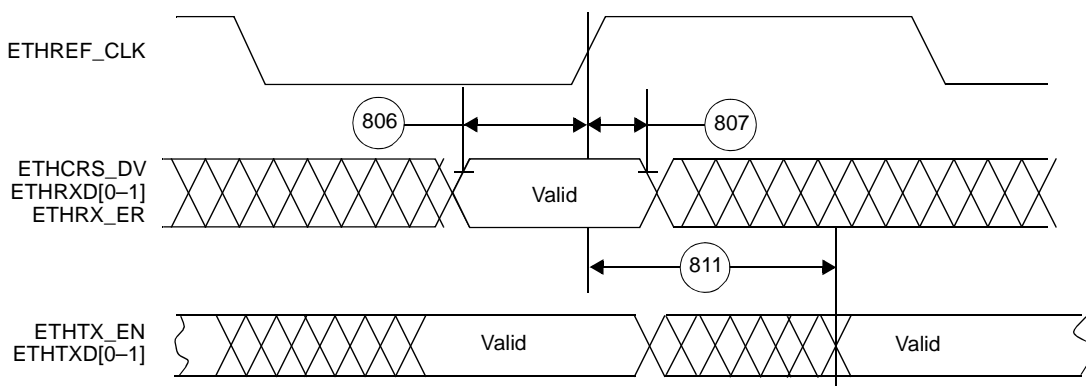 ETHREF_CLK
806
807
ETHCRS_DV
ETHRXD[0–1]
ETHRX_ER
Valid
811
ETHTX_EN
ETHTXD[0–1]
Valid
Valid